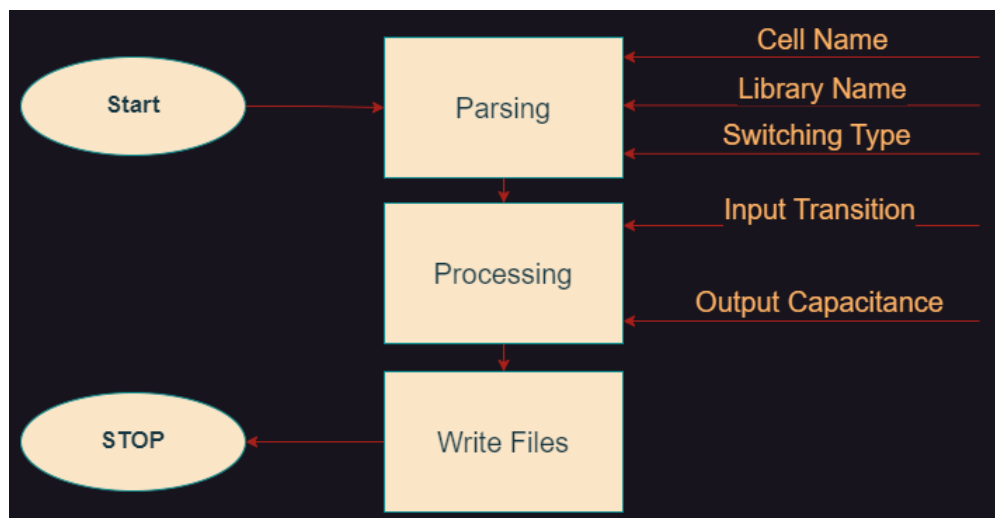 Start
Parsing
Cell Name
Library Name
Switching Type
Processing
Input Transition
Output Capacitance
Write Files
STOP